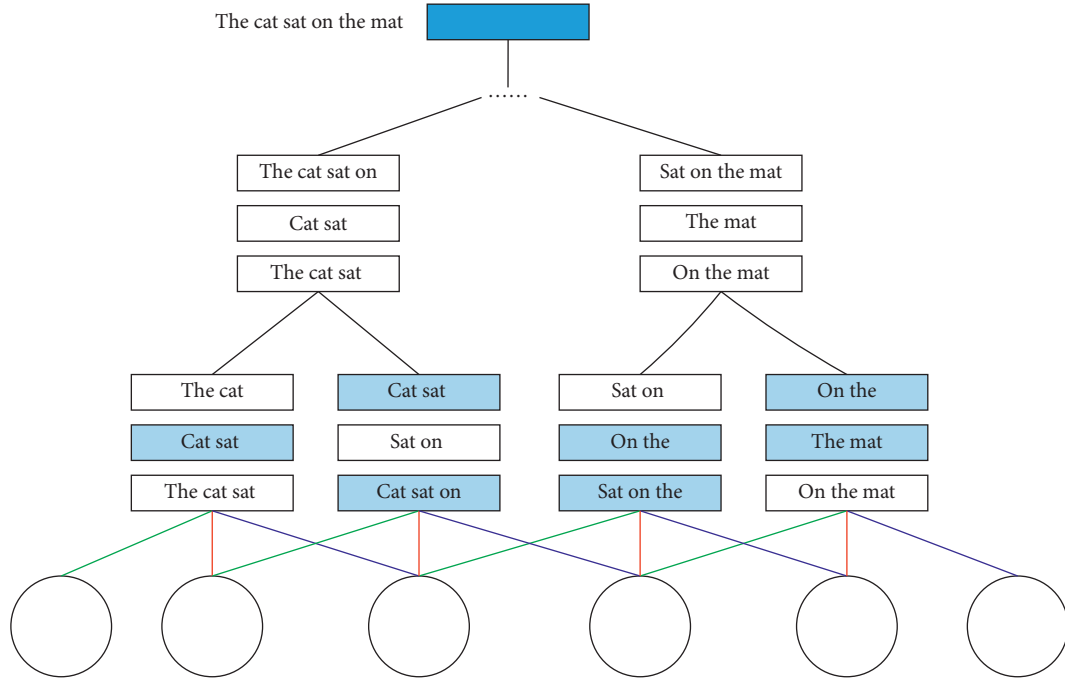 The cat sat on the mat
......
The cat sat on
Sat on the mat
Cat sat
The mat
The cat sat
On the mat
The cat
Cat sat
Sat on
On the
Cat sat
Sat on
On the
The mat
The cat sat
Cat sat on
Sat on the
On the mat